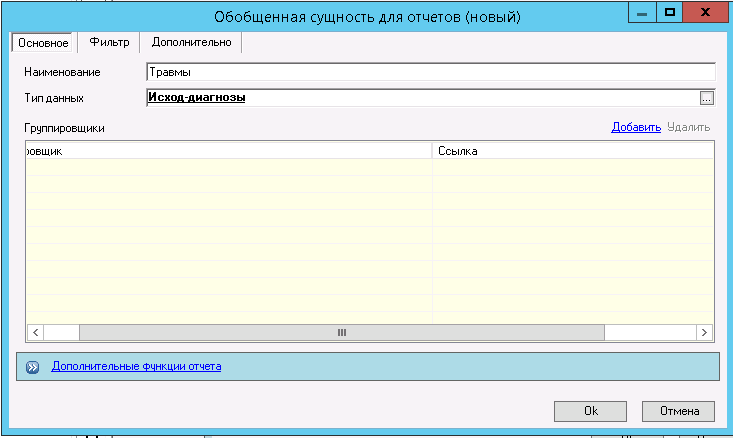 Обобщенная сущность для отчетов (новый)
Основное Фильтр Дополнительно
Наименование Травмы
Тип данных Исход-диагнозы ...
Группировщики Добавить Удалить
ровщик Ссылка
Дополнительные функции отчета
Ok Отмена